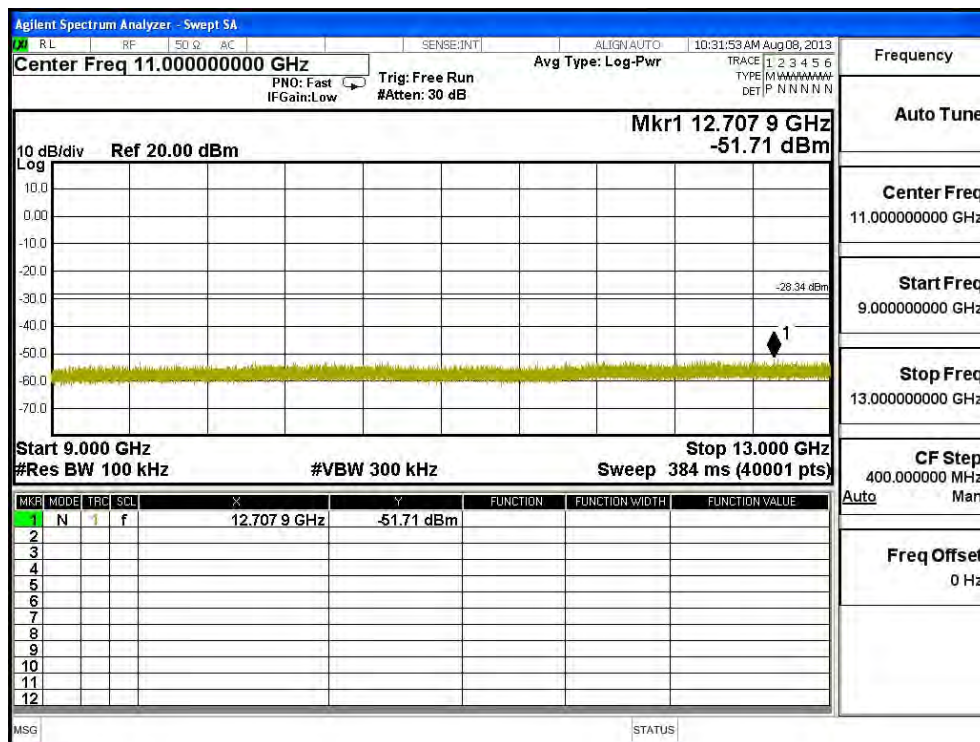 Agilent Spectrum Analyzer - Swept SA
RL RF 50 Ω AC SENSE:INT ALIGN AUTO 10:31:53 AM Aug 08, 2013
Center Freq 11.000000000 GHz
PNO: Fast
IFGain:Low
Trig: Free Run
#Atten: 30 dB
Avg Type: Log-Pwr
TRACE 1 2 3 4 5 6
TYPE M
DET P N N N N N
Mkr1 12.707 9 GHz
-51.71 dBm
10 dB/div Ref 20.00 dBm
Log
10.0
0.00
-10.0
-20.0
-28.34 dBm
-30.0
-40.0
1
-50.0
-60.0
-70.0
Start 9.000 GHz Stop 13.000 GHz
#Res BW 100 kHz #VBW 300 kHz Sweep 384 ms (40001 pts)
MKR MODE TRC SCL X Y FUNCTION FUNCTION WIDTH FUNCTION VALUE
1 N 1 f 12.707 9 GHz -51.71 dBm
2
3
4
5
6
7
8
9
10
11
12
MSG STATUS
Frequency
Auto Tune
Center Freq
11.000000000 GHz
Start Freq
9.000000000 GHz
Stop Freq
13.000000000 GHz
CF Step
400.000000 MHz
Auto Man
Freq Offset
0 Hz